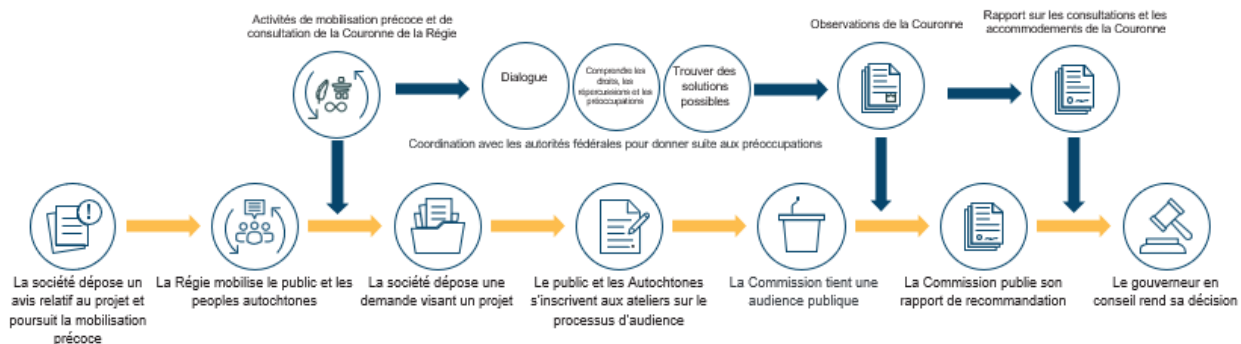 Activités de mobilisation précoce et de
consultation de la Couronne de la Régie
Observations de la Couronne
Rapport sur les consultations et les
accommodements de la Couronne
Dialogue
Comprendre les
droits, les
répercussions et les
préoccupations
Trouver des
solutions
possibles
Coordination avec les autorités fédérales pour donner suite aux préoccupations
La société dépose un
avis relatif au projet et
poursuit la mobilisation
précoce
La Régie mobilise le public et les
peuples autochtones
La société dépose une
demande visant un projet
Le public et les Autochtones
s'inscrivent aux ateliers sur le
processus d'audience
La Commission tient une
audience publique
La Commission publie son
rapport de recommandation
Le gouverneur en
conseil rend sa décision